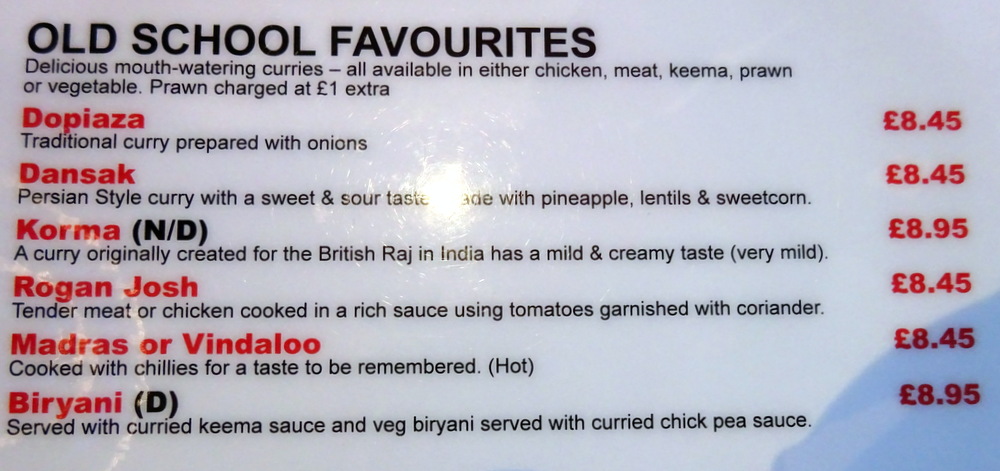 OLD SCHOOL FAVOURITES
Delicious mouth-watering curries – all available in either chicken, meat, keema, prawn
or vegetable. Prawn charged at £1 extra
Dopiaza £8.45
Traditional curry prepared with onions
Dansak £8.45
Persian Style curry with a sweet & sour taste with pineapple, lentils & sweetcorn.
Korma (N/D) £8.95
A curry originally created for the British Raj in India has a mild & creamy taste (very mild).
Rogan Josh £8.45
Tender meat or chicken cooked in a rich sauce using tomatoes garnished with coriander.
Madras or Vindaloo £8.45
Cooked with chillies for a taste to be remembered. (Hot)
Biryani (D) £8.95
Served with curried keema sauce and veg biryani served with curried chick pea sauce.